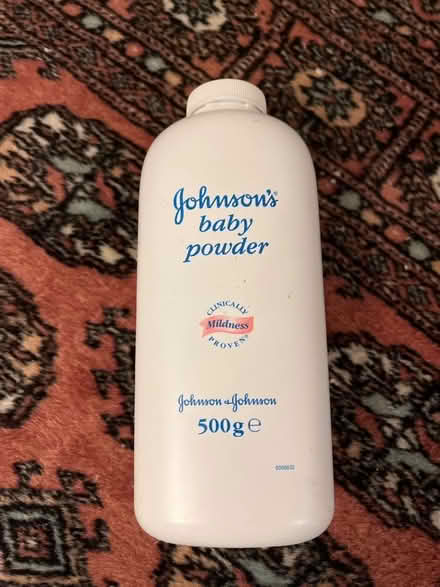 Johnson's®
baby
powder
CLINICALLY
Mildness
PROVEN®
Johnson & Johnson
500g ℮